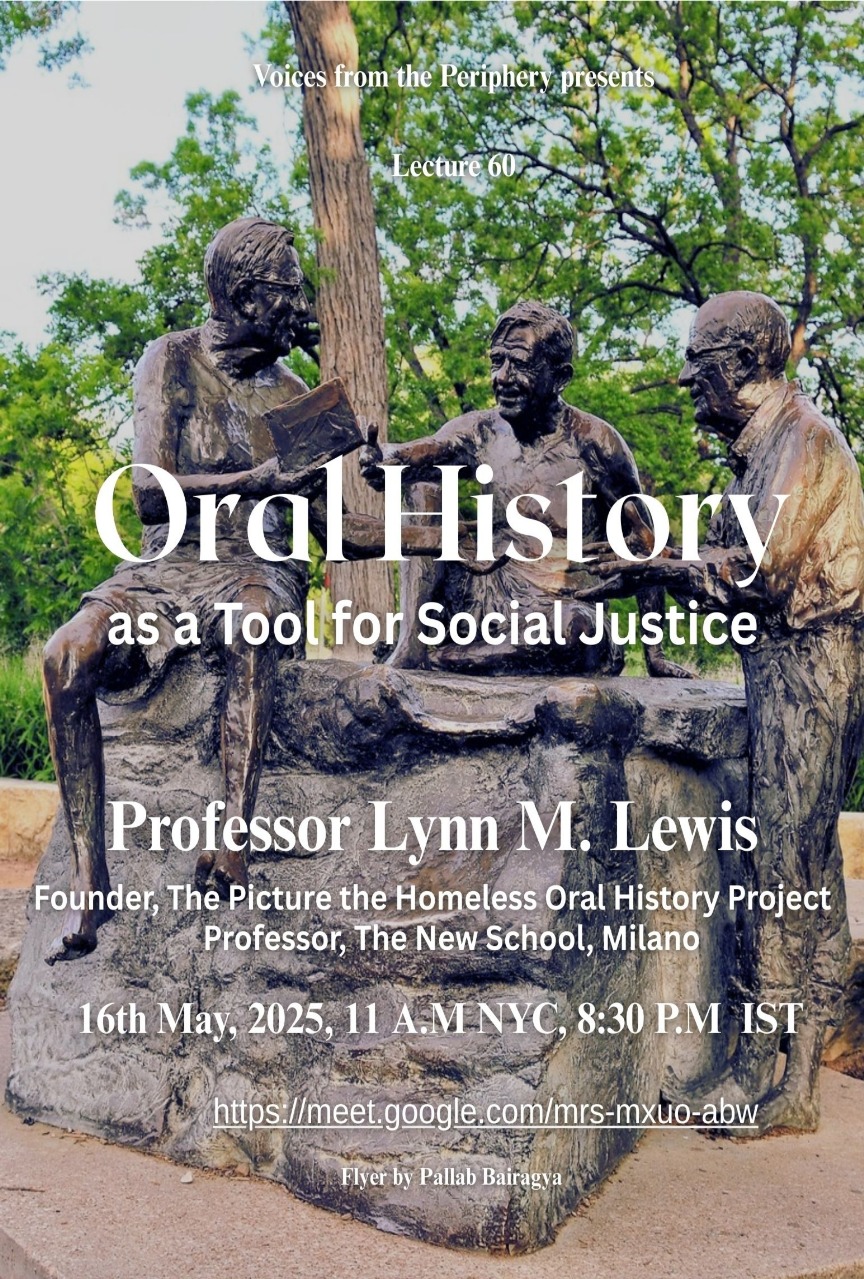 Voices from the Periphery presents
Lecture 60
Oral History
as a Tool for Social Justice
Professor Lynn M. Lewis
Founder, The Picture the Homeless Oral History Project
Professor, The New School, Milano
16th May, 2025, 11 A.M NYC, 8:30 P.M IST
https://meet.google.com/mrs-mxuo-abw
Flyer by Pallab Bairagya